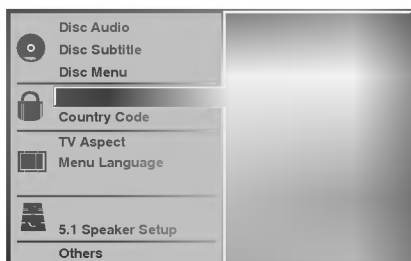 Disc Audio
Disc Subtitle
Disc Menu
Country Code
TV Aspect
Menu Language
5.1 Speaker Setup
Others